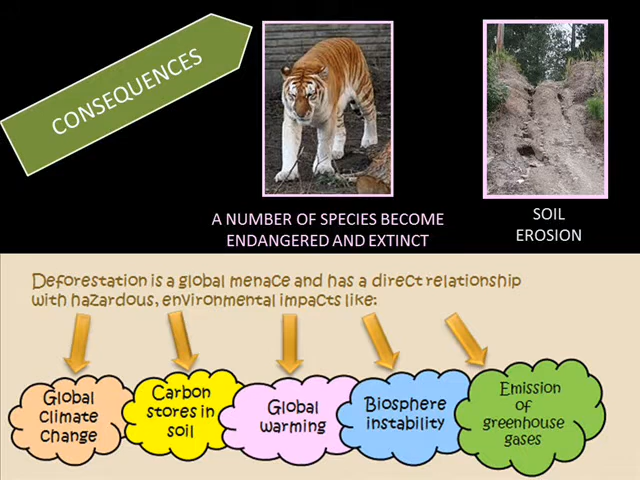 CONSEQUENCES
A NUMBER OF SPECIES BECOME
ENDANGERED AND EXTINCT
SOIL
EROSION
Deforestation is a global menace and has a direct relationship
with hazardous, environmental impacts like:
Global
climate
change
Carbon
stores in
soil
Global
warming
Biosphere
instability
Emission
of
greenhouse
gases